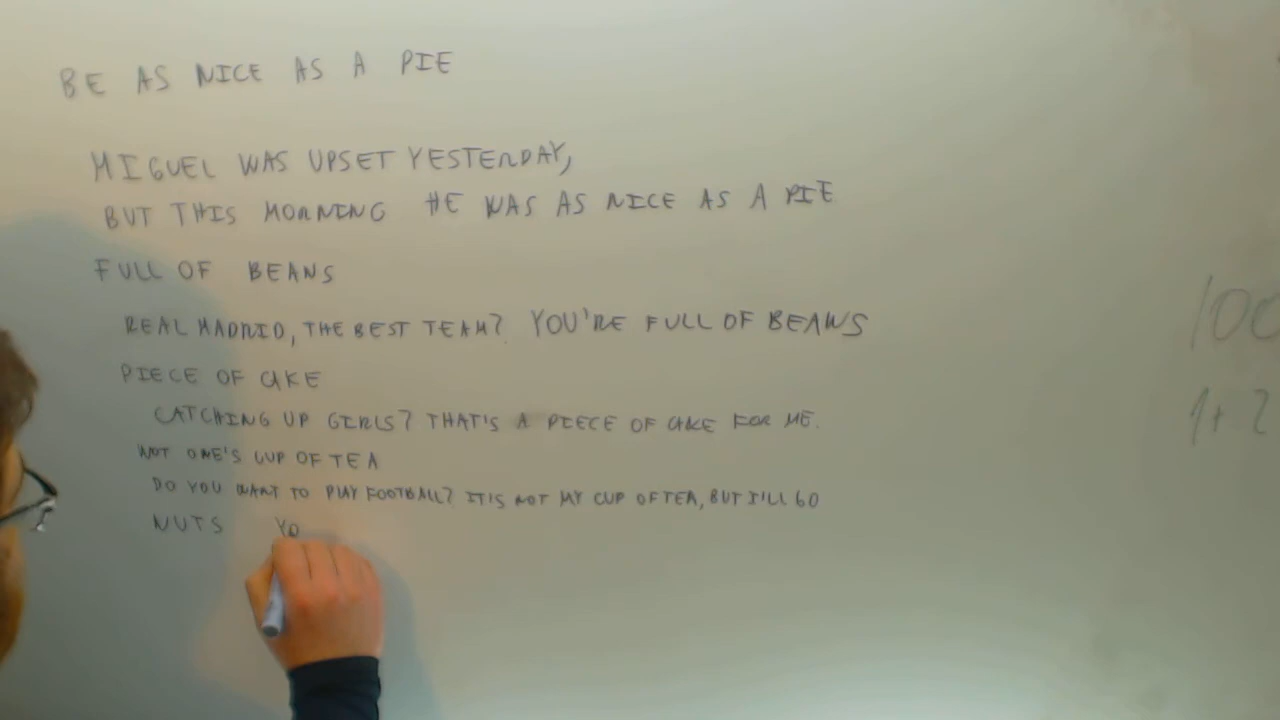 BE AS NICE AS A PIE
MIGUEL WAS UPSET YESTERDAY,
BUT THIS MORNING HE WAS AS NICE AS A PIE
FULL OF BEANS
REAL MADRID, THE BEST TEAM? YOU'RE FULL OF BEANS
PIECE OF CAKE
CATCHING UP GIRLS? THAT'S A PIECE OF CAKE FOR ME.
NOT ONE'S CUP OF TEA
DO YOU WANT TO PLAY FOOTBALL? IT'S NOT MY CUP OF TEA, BUT I'LL GO
NUTS YO
100
1+2